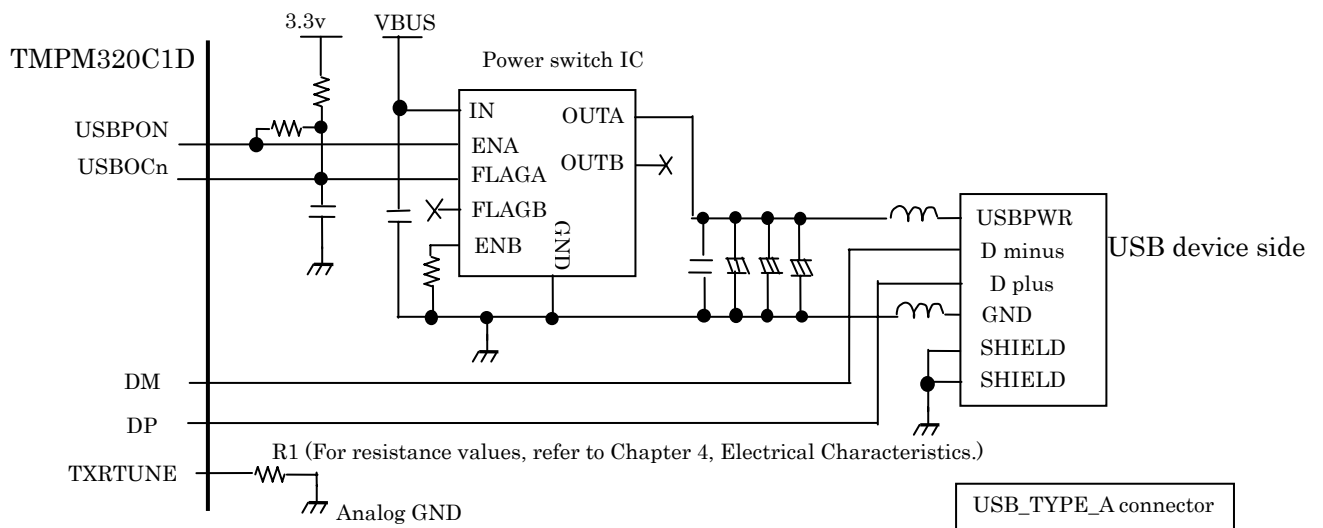 3.3v
VBUS
TMPM320C1D
Power switch IC
IN
OUTA
USBPON
ENA
OUTB
USBOCn
FLAGA
FLAGB
GND
ENB
USBPWR
D minus
USB device side
D plus
GND
SHIELD
SHIELD
DM
DP
R1 (For resistance values, refer to Chapter 4, Electrical Characteristics.)
TXRTUNE
Analog GND
USB_TYPE_A connector